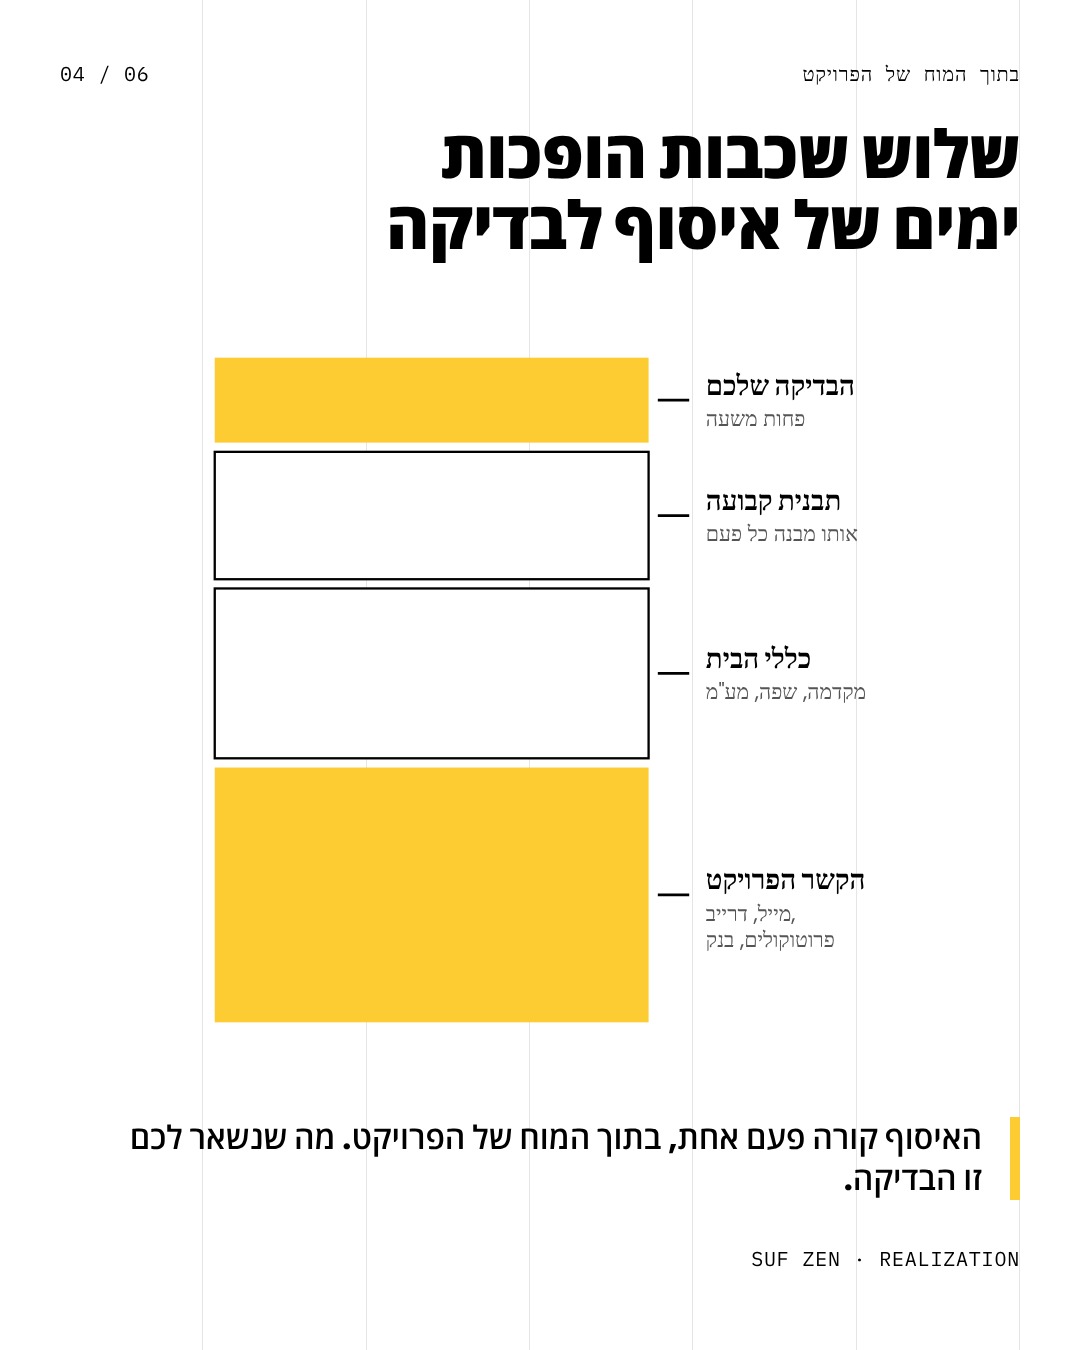 בתוך המוח של הפרויקט
04 / 06
שלוש שכבות הופכות
ימים של איסוף לבדיקה
הבדיקה שלכם
פחות משעה
תבנית קבועה
אותו מבנה כל פעם
כללי הבית
מקדמה, שפה, מע"מ
הקשר הפרויקט
מייל, דרייב,
פרוטוקולים, בנק
האיסוף קורה פעם אחת, בתוך המוח של הפרויקט. מה שנשאר לכם
זו הבדיקה.
SUF ZEN · REALIZATION